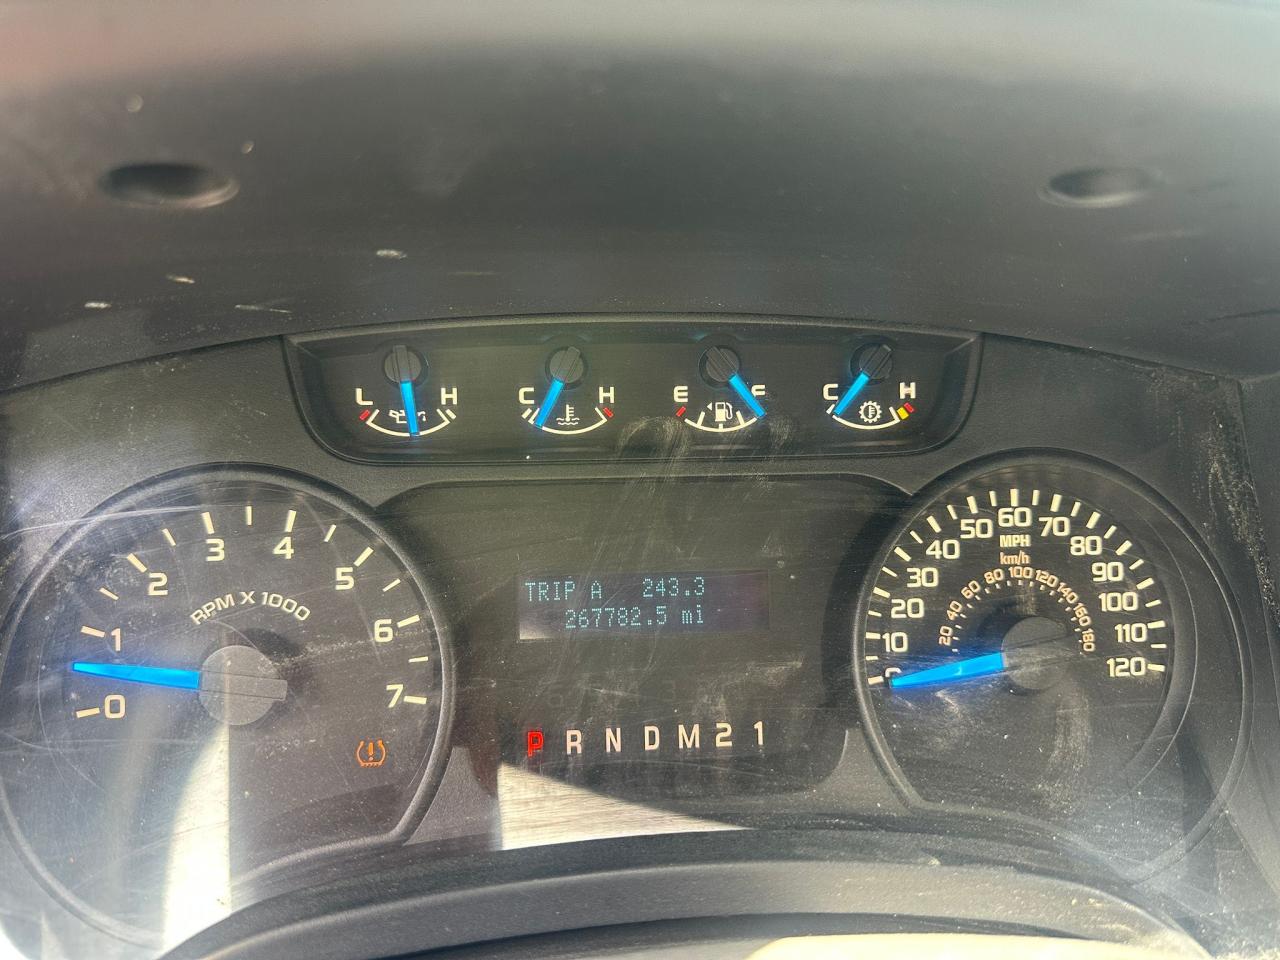 L H
C H
E F
C H
0 1 2 3 4 5 6 7
RPM X 1000
TRIP A 243.3
267782.5 mi
P R N D M 2 1
0 10 20 30 40 50 60 70 80 90 100 110 120
MPH
km/h
20 40 60 80 100 120 140 160 180